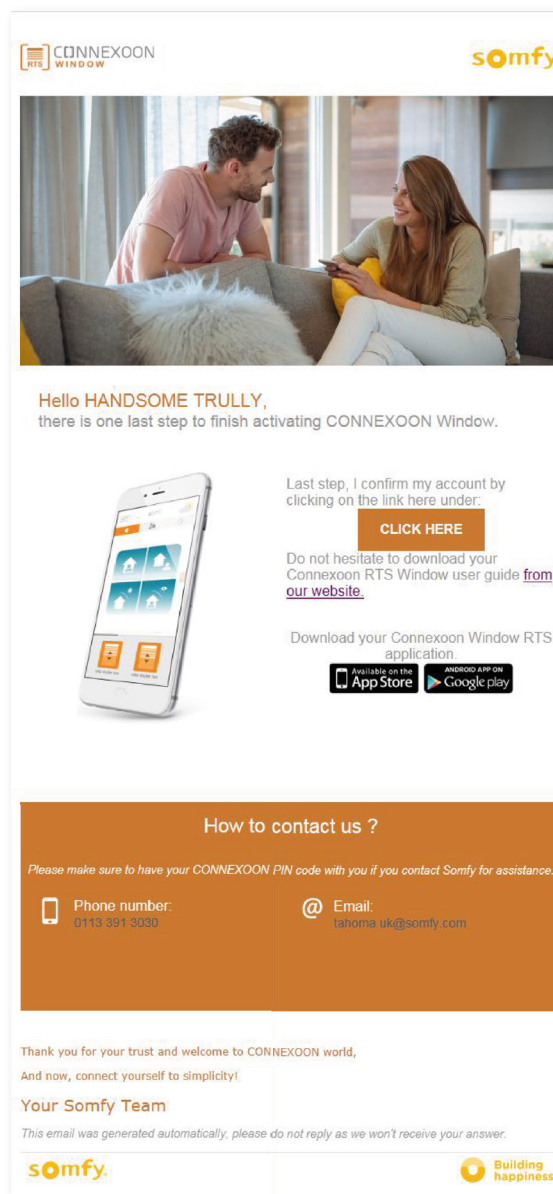 RTS
CONNEXOON
WINDOW
somfy
Hello HANDSOME TRULLY,
there is one last step to finish activating CONNEXOON Window.
Last step, I confirm my account by
clicking on the link here under:
CLICK HERE
Do not hesitate to download your
Connexoon RTS Window user guide from
our website.
Download your Connexoon Window RTS
application.
Available on the
App Store
ANDROID APP ON
Google play
How to contact us ?
Please make sure to have your CONNEXOON PIN code with you if you contact Somfy for assistance.
Phone number:
0113 391 3030
@
Email:
tahoma.uk@somfy.com
Thank you for your trust and welcome to CONNEXOON world,
And now, connect yourself to simplicity!
Your Somfy Team
This email was generated automatically, please do not reply as we won't receive your answer.
somfy.
Building
happiness